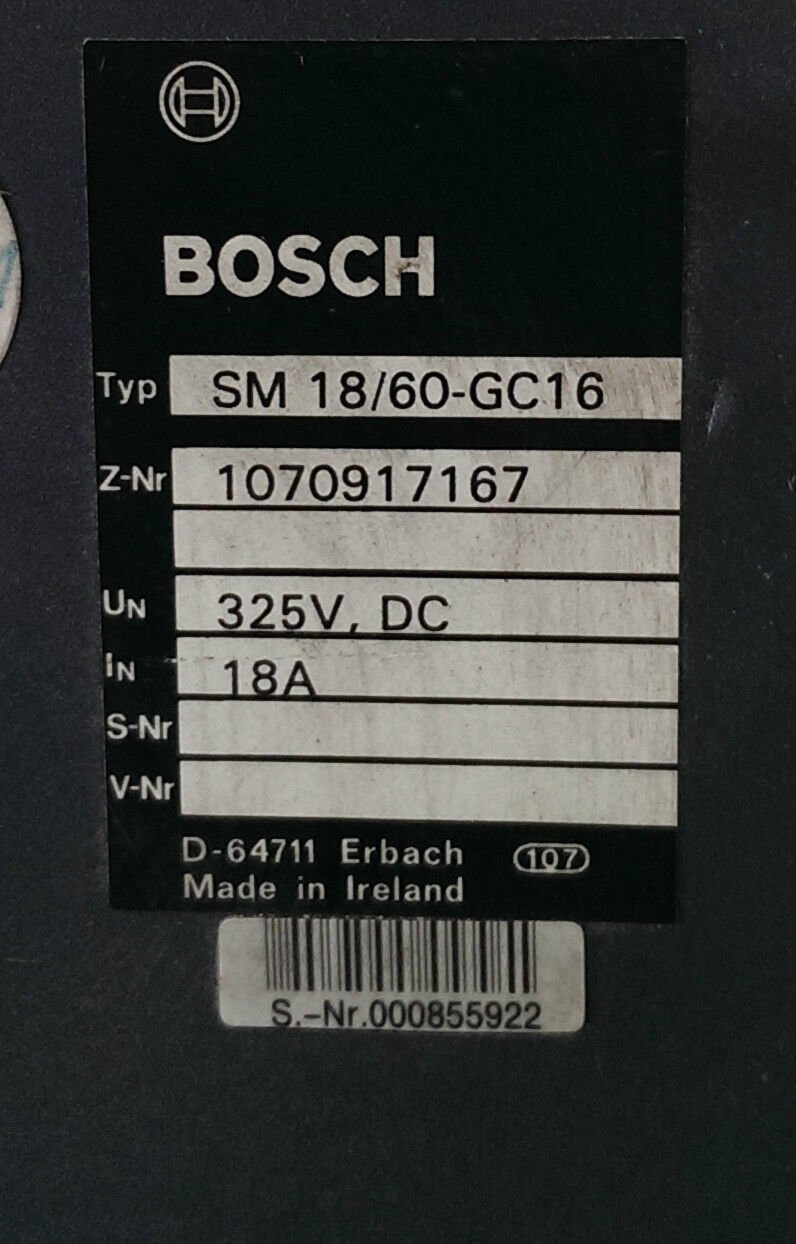 BOSCH
Typ SM 18/60-GC16
Z-Nr 1070917167
UN 325V, DC
IN 18A
S-Nr
V-Nr
D-64711 Erbach 107
Made in Ireland
S.-Nr.000855922